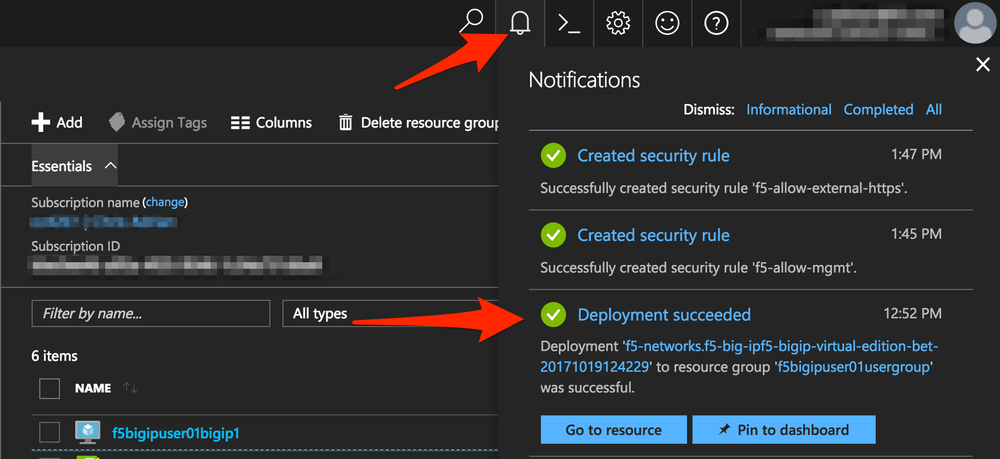 Notifications
Dismiss: Informational Completed All
Add Assign Tags Columns Delete resource group
Essentials
Subscription name (change)
Subscription ID
Filter by name... All types
6 items
NAME
f5bigipuser01bigip1
Created security rule 1:47 PM
Successfully created security rule 'f5-allow-external-https'.
Created security rule 1:45 PM
Successfully created security rule 'f5-allow-mgmt'.
Deployment succeeded 12:52 PM
Deployment 'f5-networks.f5-big-ipf5-bigip-virtual-edition-bet-
20171019124229' to resource group 'f5bigipuser01usergroup'
was successful.
Go to resource Pin to dashboard